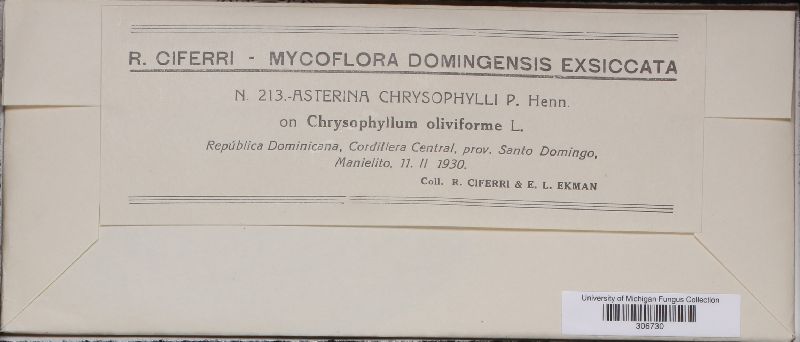 R. CIFERRI - MYCOFLORA DOMINGENSIS EXSICCATA
N. 213.-ASTERINA CHRYSOPHYLLI P. Henn.
on Chrysophyllum oliviforme L.
República Dominicana, Cordillera Central, prov. Santo Domingo,
Manielito, 11. II 1930.
Coll. R. CIFERRI & E. L. EKMAN
University of Michigan Fungus Collection
306730